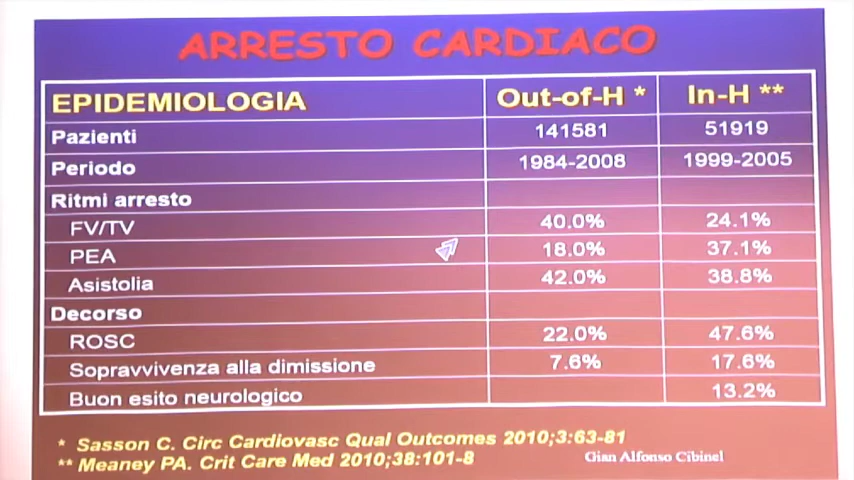 ARRESTO CARDIACO
EPIDEMIOLOGIA Out-of-H * In-H **
Pazienti 141581 51919
Periodo 1984-2008 1999-2005
Ritmi arresto
FV/TV 40.0% 24.1%
PEA 18.0% 37.1%
Asistolia 42.0% 38.8%
Decorso
ROSC 22.0% 47.6%
Sopravvivenza alla dimissione 7.6% 17.6%
Buon esito neurologico 13.2%
* Sasson C. Circ Cardiovasc Qual Outcomes 2010;3:63-81
** Meaney PA. Crit Care Med 2010;38:101-8
Gian Alfonso Cibinel